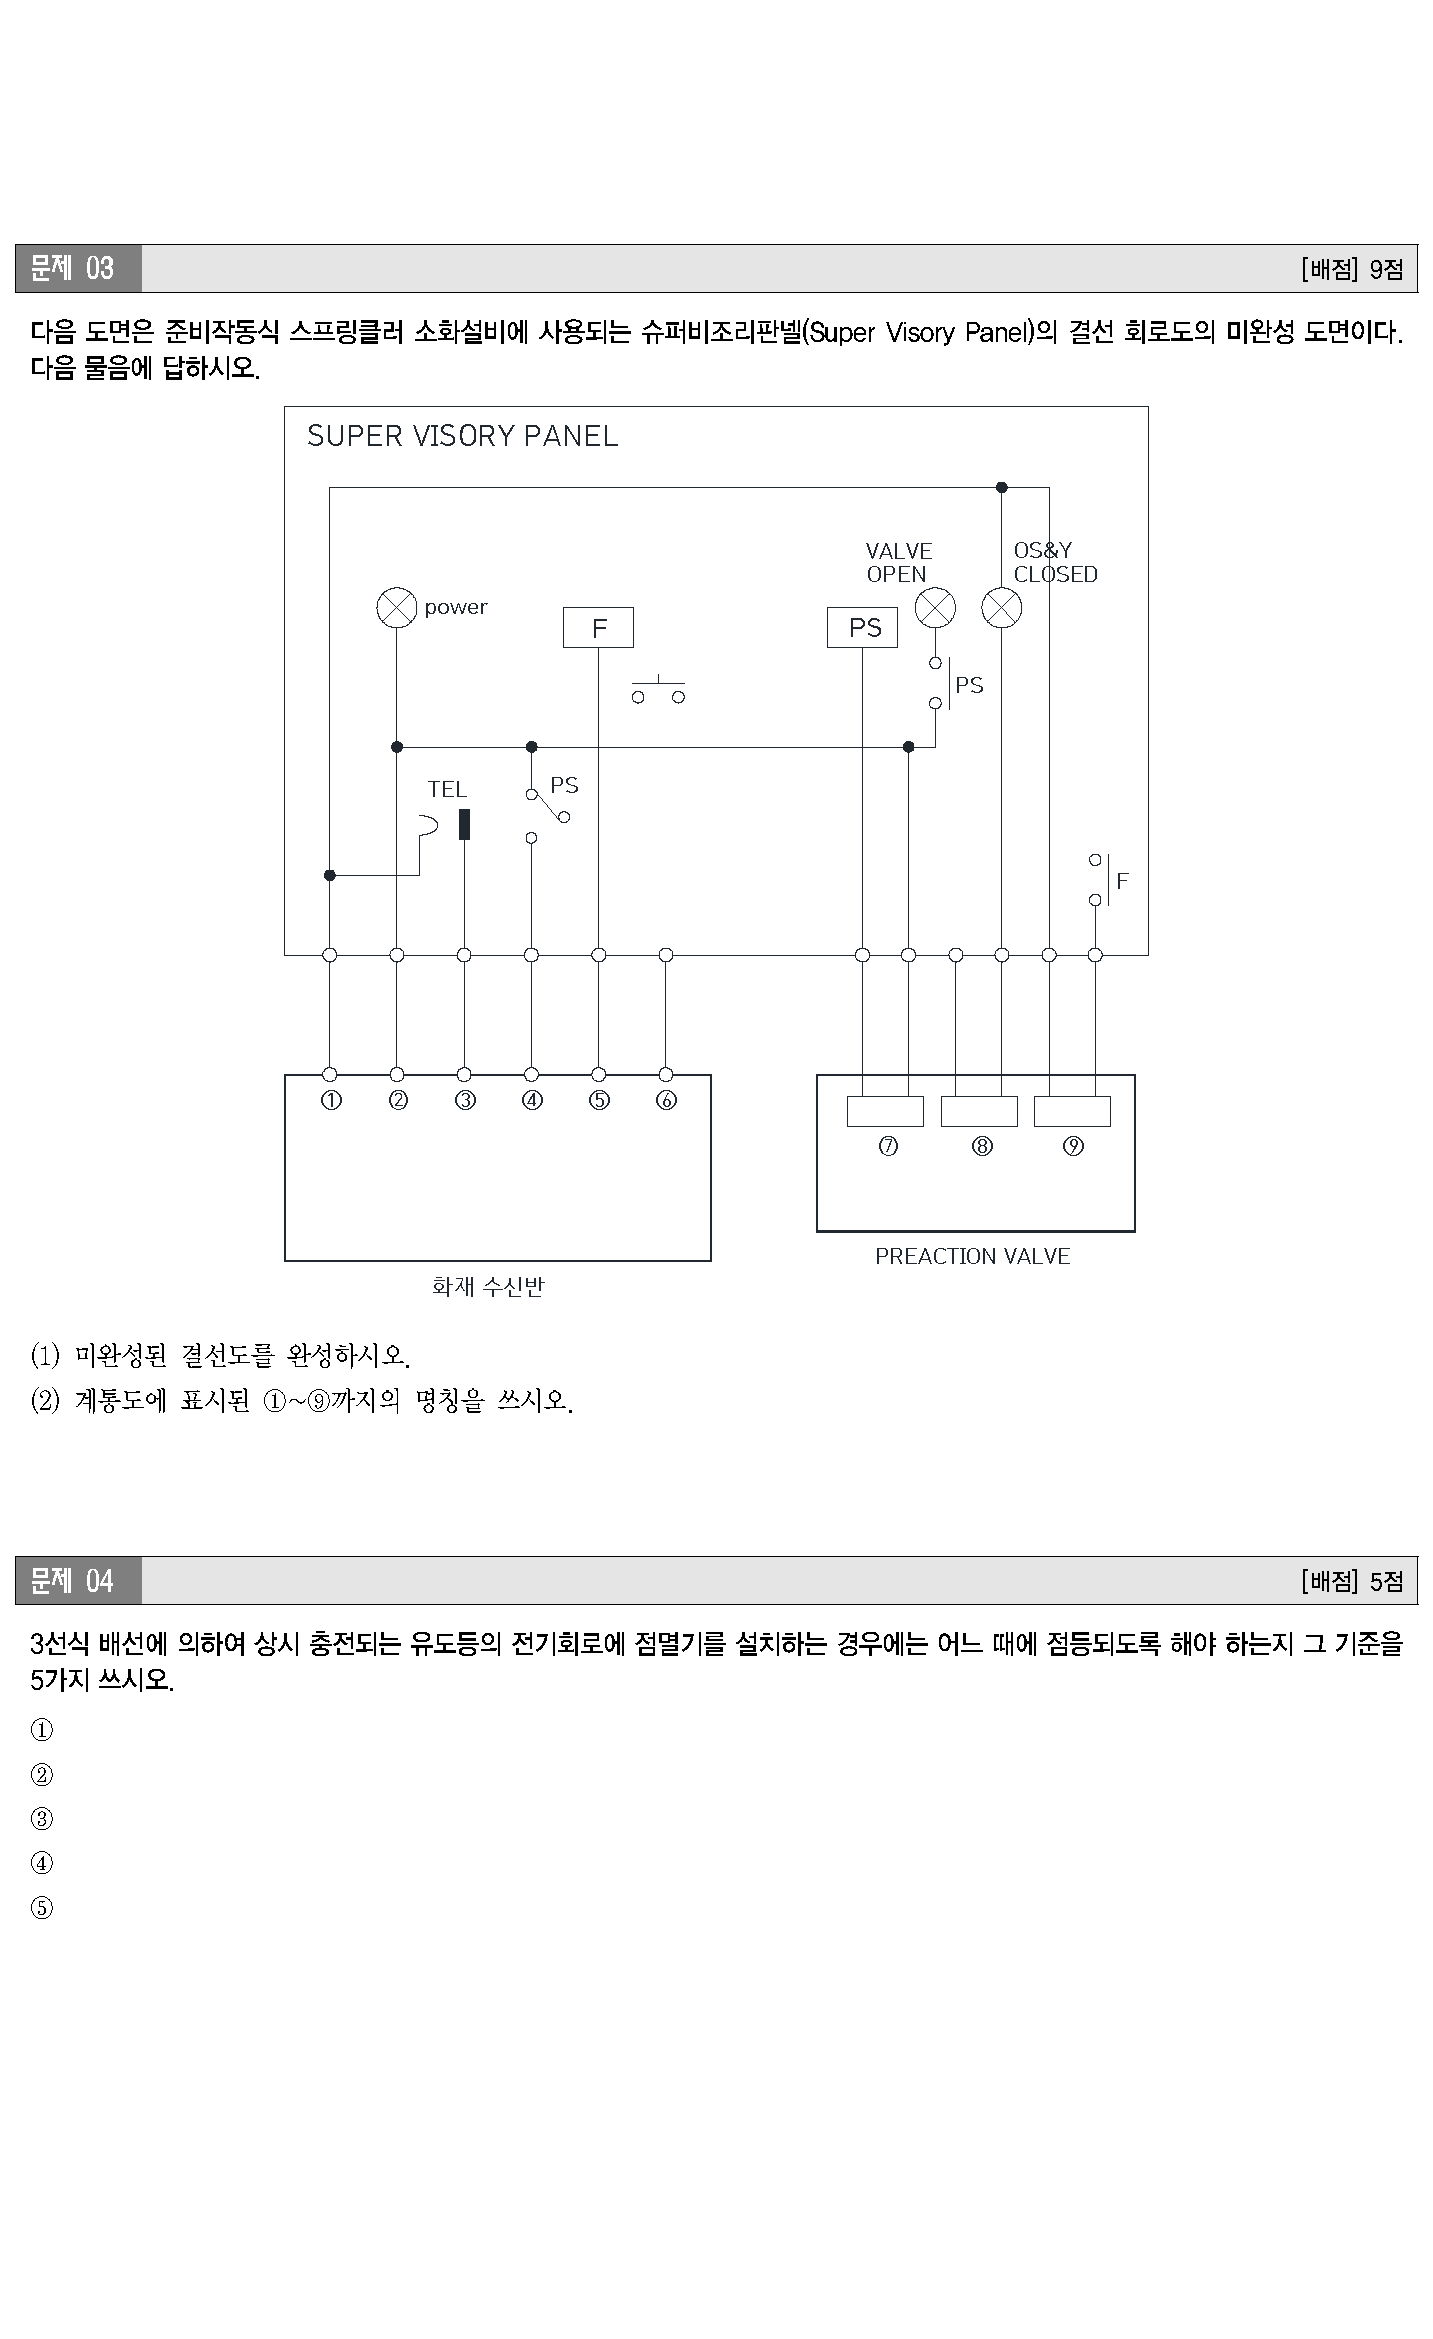 문제 03 [배점] 9점
다음 도면은 준비작동식 스프링클러 소화설비에 사용되는 슈퍼비조리판넬(Super Visory Panel)의 결선 회로도의 미완성 도면이다.
다음 물음에 답하시오.
SUPER VISORY PANEL
VALVE
OPEN
OS&Y
CLOSED
power
F
PS
PS
TEL
PS
F
① ② ③ ④ ⑤ ⑥
⑦ ⑧ ⑨
PREACTION VALVE
화재 수신반
(1) 미완성된 결선도를 완성하시오.
(2) 계통도에 표시된 ①~⑨까지의 명칭을 쓰시오.
문제 04 [배점] 5점
3선식 배선에 의하여 상시 충전되는 유도등의 전기회로에 점멸기를 설치하는 경우에는 어느 때에 점등되도록 해야 하는지 그 기준을
5가지 쓰시오.
①
②
③
④
⑤